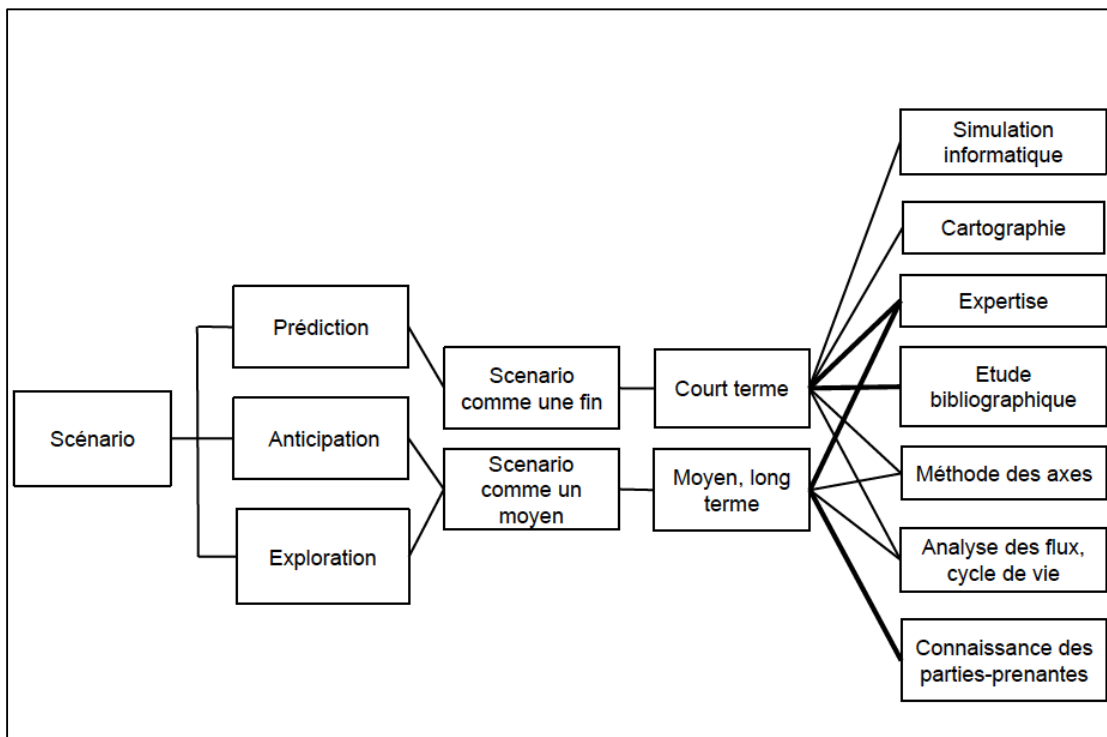 Scénario
Prédiction
Anticipation
Exploration
Scenario
comme une fin
Scenario
comme un
moyen
Court terme
Moyen, long
terme
Simulation
informatique
Cartographie
Expertise
Etude
bibliographique
Méthode des axes
Analyse des flux,
cycle de vie
Connaissance des
parties-prenantes